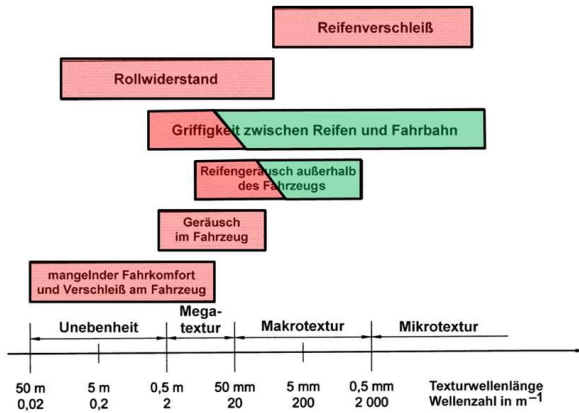 Reifenverschleiß
Rollwiderstand
Griffigkeit zwischen Reifen und Fahrbahn
Reifengeräusch außerhalb
des Fahrzeugs
Geräusch
im Fahrzeug
mangelnder Fahrkomfort
und Verschleiß am Fahrzeug
Unebenheit
Mega-
textur
Makrotextur
Mikrotextur
50 m 5 m 0,5 m 50 mm 5 mm 0,5 mm Texturwellenlänge
0,02 0,2 2 20 200 2 000 Wellenzahl in m⁻¹